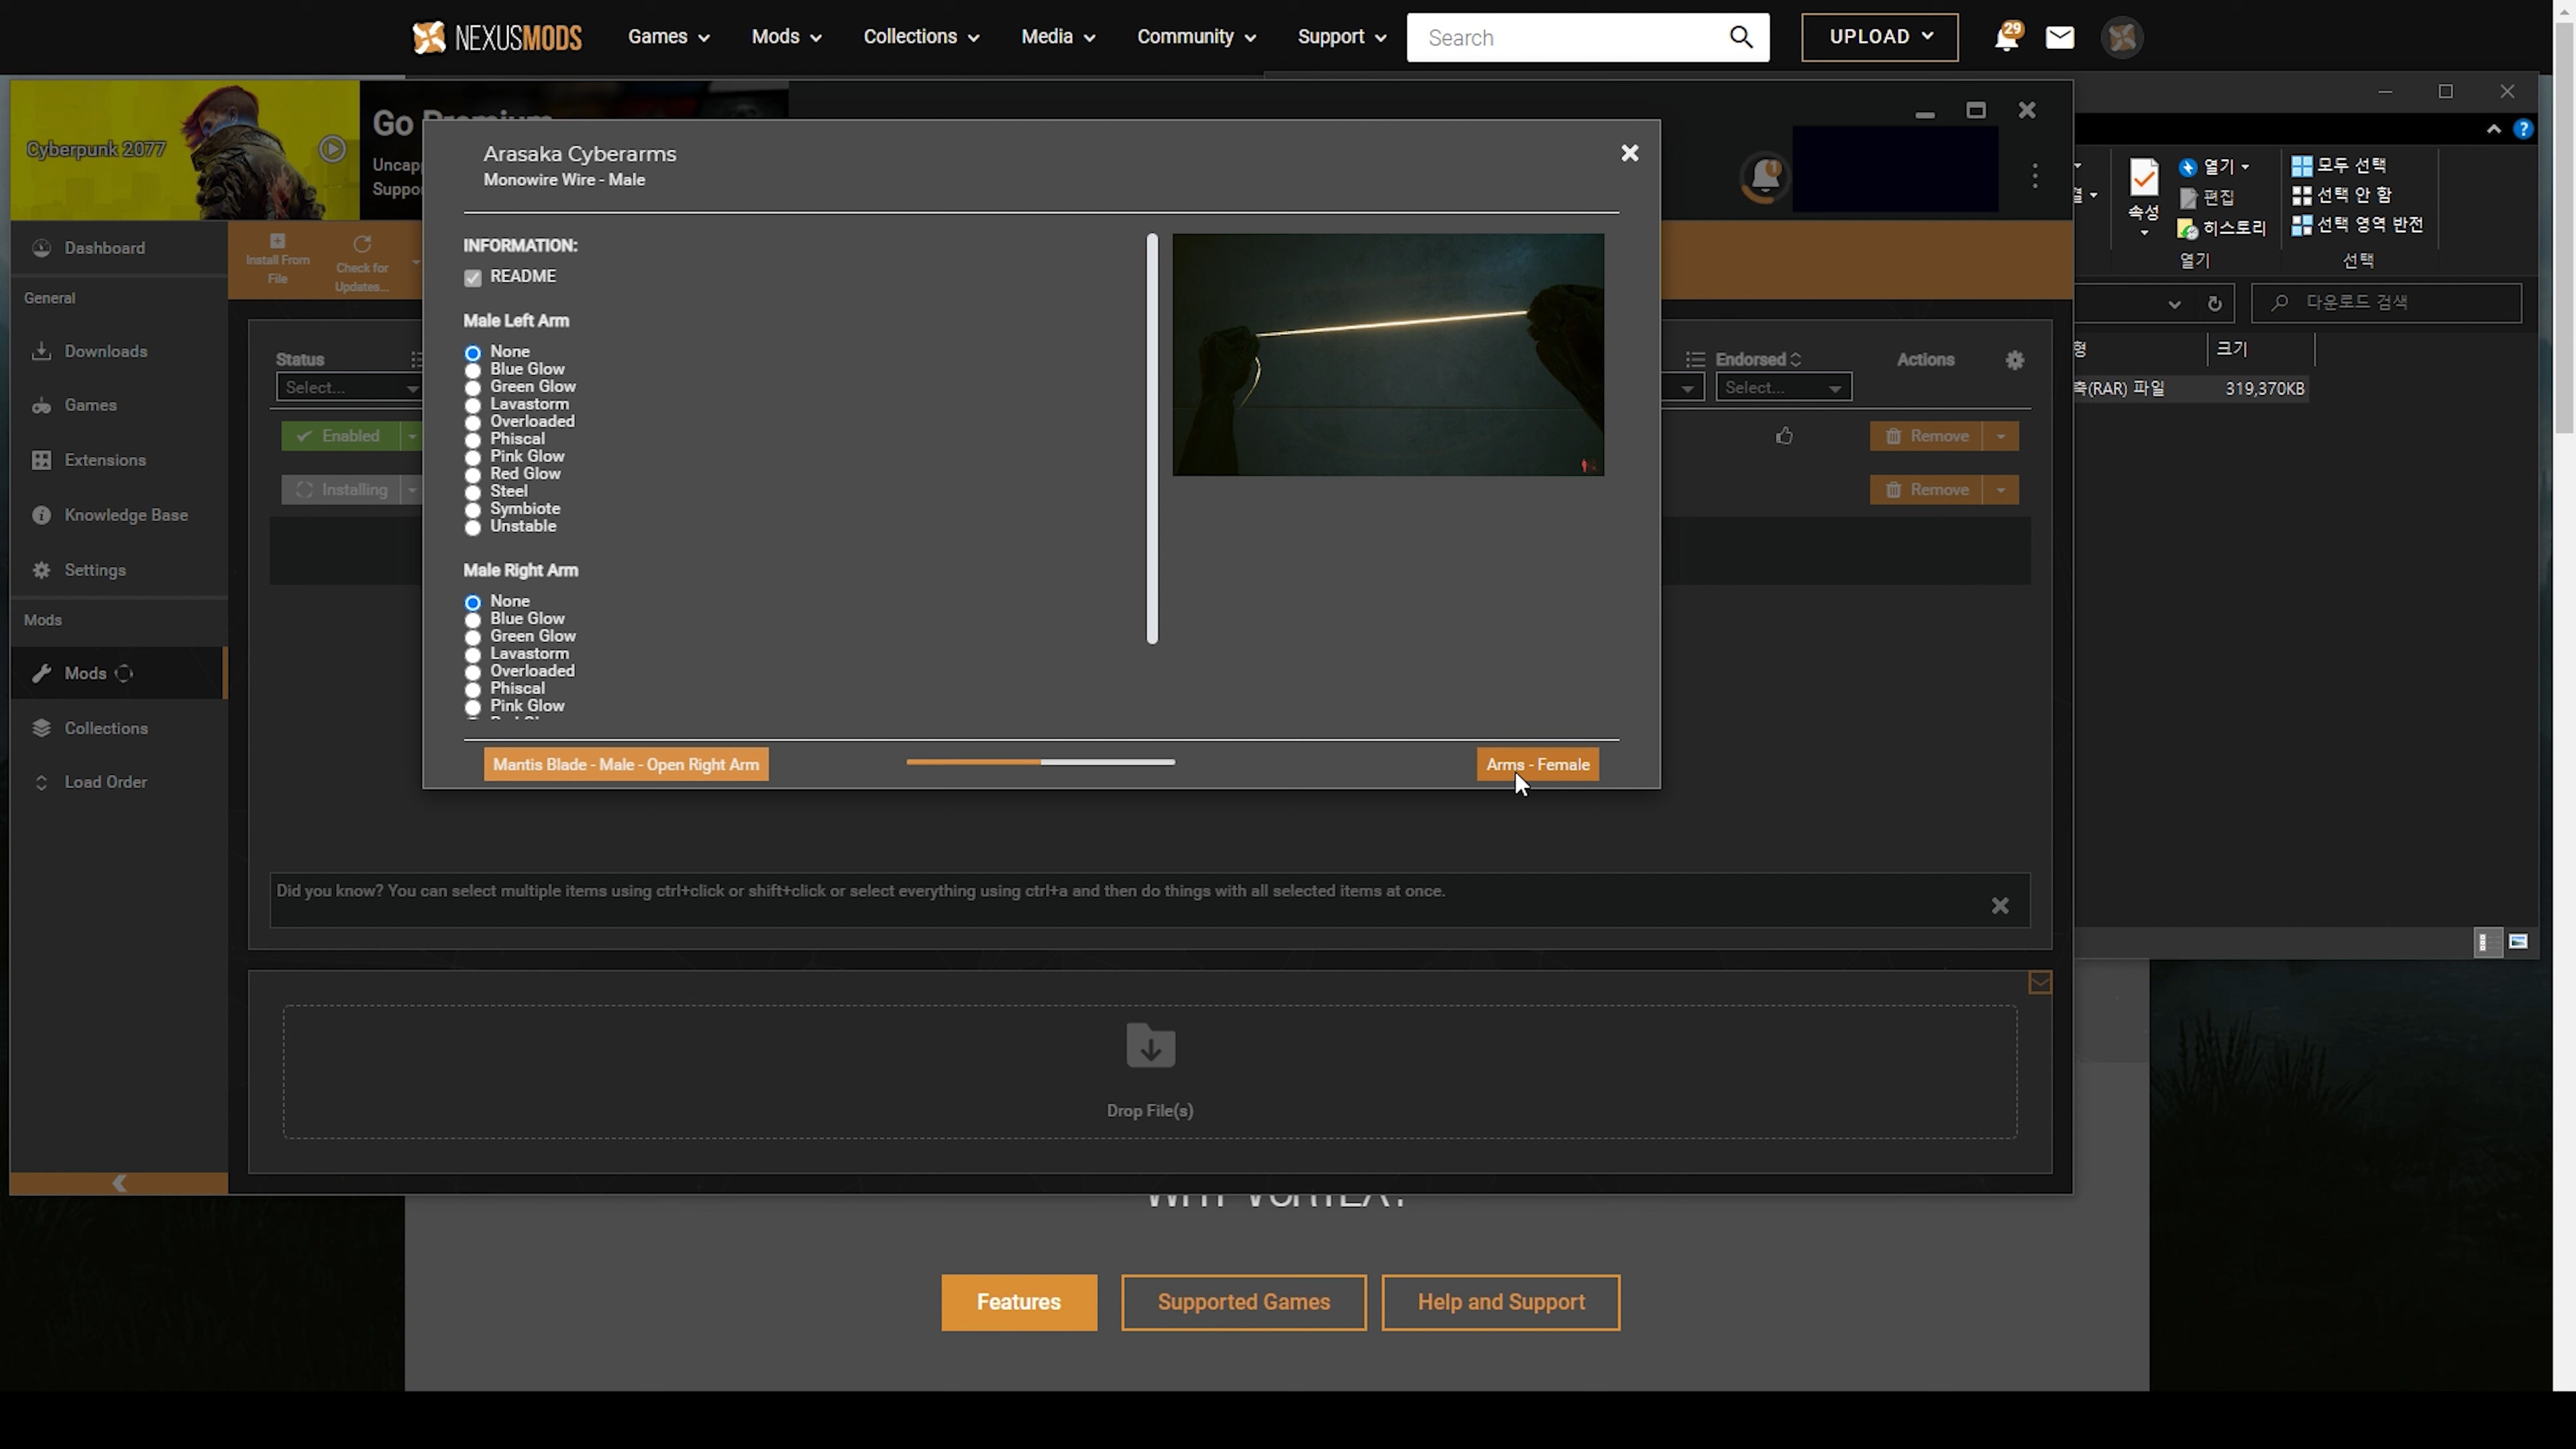 NEXUSMODS
Games
Mods
Collections
Media
Community
Support
Search
UPLOAD
29
Cyberpunk 2077
Go Premium
Arasaka Cyberarms
Monowire Wire - Male
1
열기
편집
히스토리
속성
열기
모두 선택
선택 안 함
선택 영역 반전
선택
Dashboard
Install From
File
Check for
Updates...
General
Downloads
Games
Extensions
Knowledge Base
Settings
Mods
Mods
Collections
Load Order
Status
Select...
Enabled
Installing
INFORMATION:
README
Male Left Arm
None
Blue Glow
Green Glow
Lavastorm
Overloaded
Phiscal
Pink Glow
Red Glow
Steel
Symbiote
Unstable
Male Right Arm
None
Blue Glow
Green Glow
Lavastorm
Overloaded
Phiscal
Pink Glow
Mantis Blade - Male - Open Right Arm
Arms - Female
Endorsed
Select...
Actions
Remove
Remove
다운로드 검색
크기
축(RAR) 파일 319,370KB
Did you know? You can select multiple items using ctrl+click or shift+click or select everything using ctrl+a and then do things with all selected items at once.
Drop File(s)
WHY VORTEX?
Features
Supported Games
Help and Support